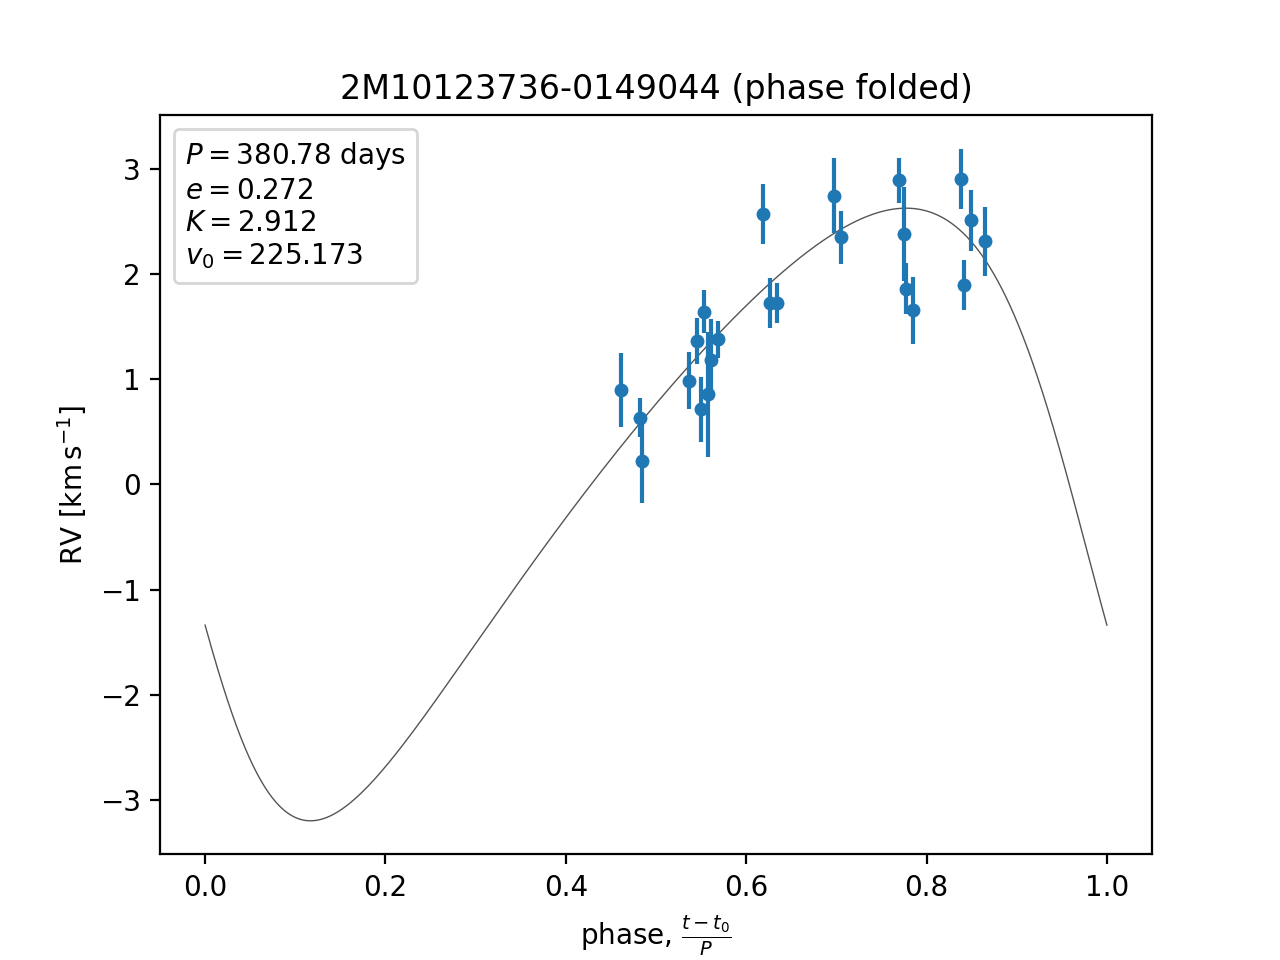 2M10123736-0149044 (phase folded)
P = 380.78 days
e = 0.272
K = 2.912
v₀ = 225.173
3
2
1
0
−1
−2
−3
RV [km s⁻¹]
0.0 0.2 0.4 0.6 0.8 1.0
phase, (t − t₀)/P